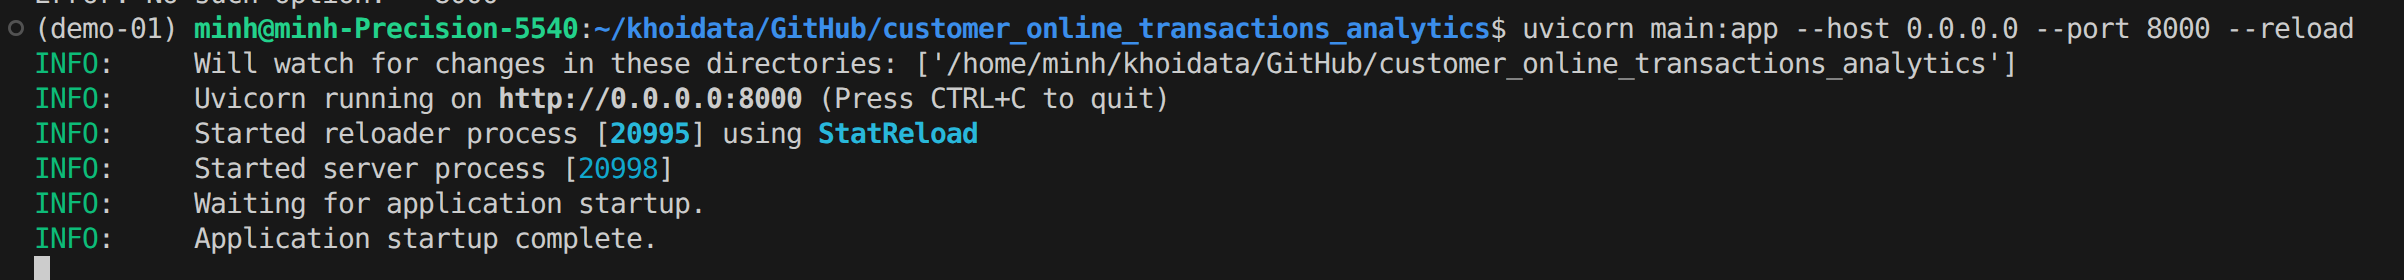 Error: No such option: --8000
(demo-01) minh@minh-Precision-5540:~/khoidata/GitHub/customer_online_transactions_analytics$ uvicorn main:app --host 0.0.0.0 --port 8000 --reload
INFO:     Will watch for changes in these directories: ['/home/minh/khoidata/GitHub/customer_online_transactions_analytics']
INFO:     Uvicorn running on http://0.0.0.0:8000 (Press CTRL+C to quit)
INFO:     Started reloader process [20995] using StatReload
INFO:     Started server process [20998]
INFO:     Waiting for application startup.
INFO:     Application startup complete.